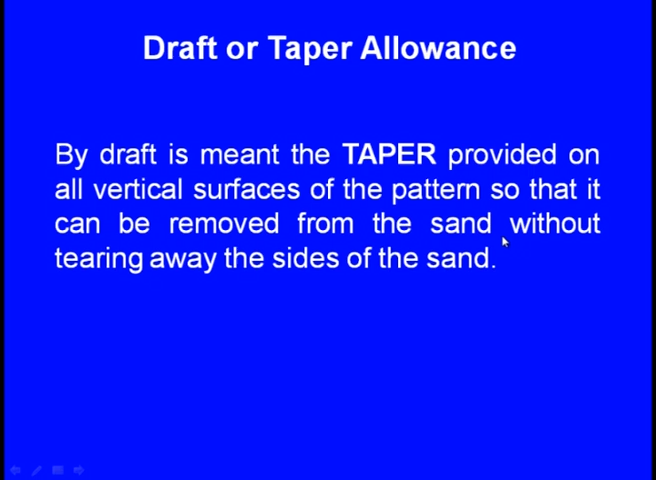 Draft or Taper Allowance
By draft is meant the TAPER provided on
all vertical surfaces of the pattern so that it
can be removed from the sand without
tearing away the sides of the sand.